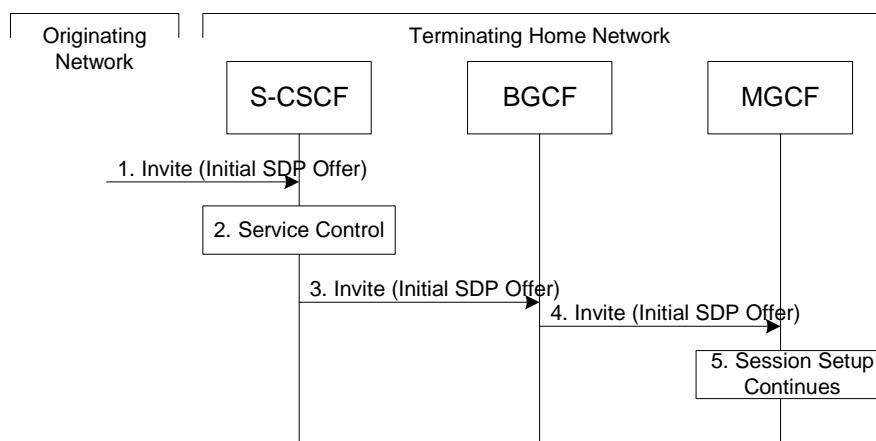 Originating
Network
Terminating Home Network
S-CSCF
BGCF
MGCF
1. Invite (Initial SDP Offer)
2. Service Control
3. Invite (Initial SDP Offer)
4. Invite (Initial SDP Offer)
5. Session Setup
Continues